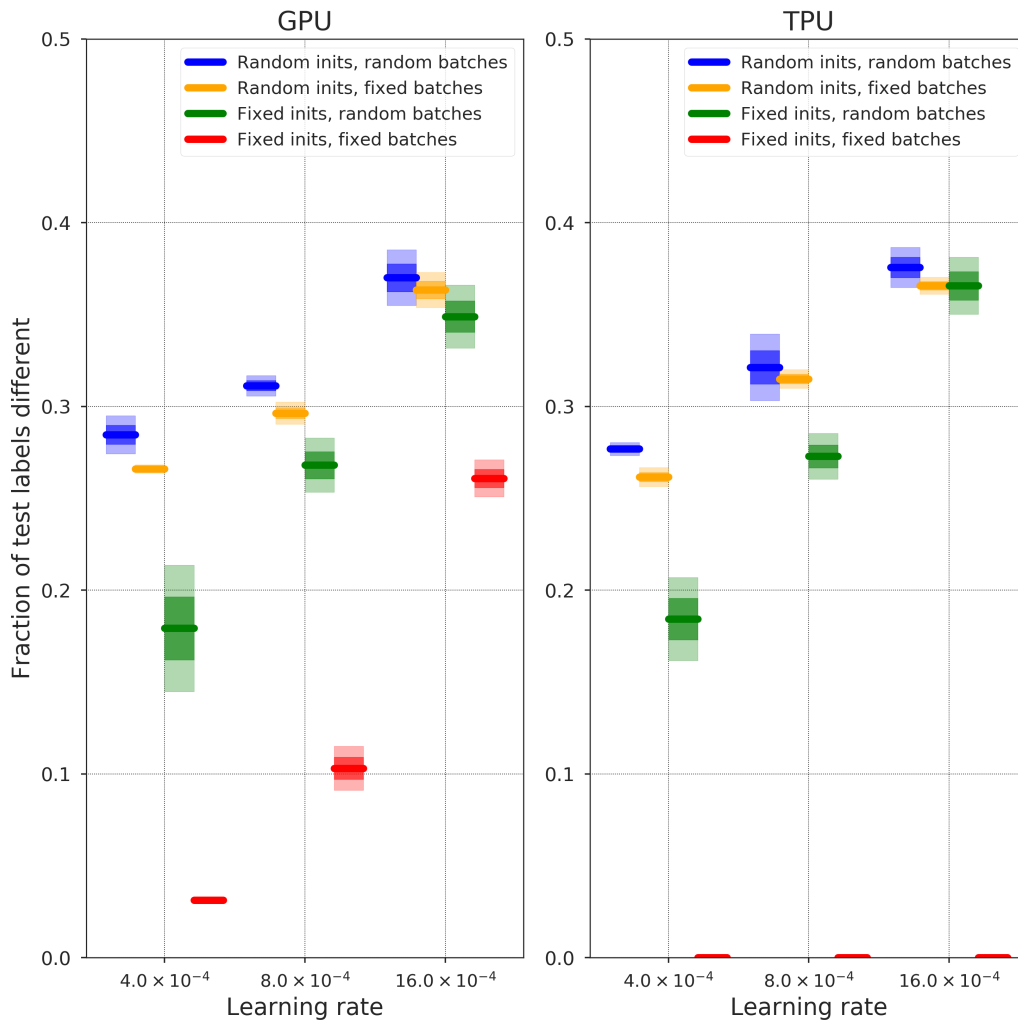 GPU
TPU
Fraction of test labels different
0.5
0.4
0.3
0.2
0.1
0.0
Random inits, random batches
Random inits, fixed batches
Fixed inits, random batches
Fixed inits, fixed batches
4.0 × 10⁻⁴
8.0 × 10⁻⁴
16.0 × 10⁻⁴
Learning rate
0.5
0.4
0.3
0.2
0.1
0.0
Random inits, random batches
Random inits, fixed batches
Fixed inits, random batches
Fixed inits, fixed batches
4.0 × 10⁻⁴
8.0 × 10⁻⁴
16.0 × 10⁻⁴
Learning rate